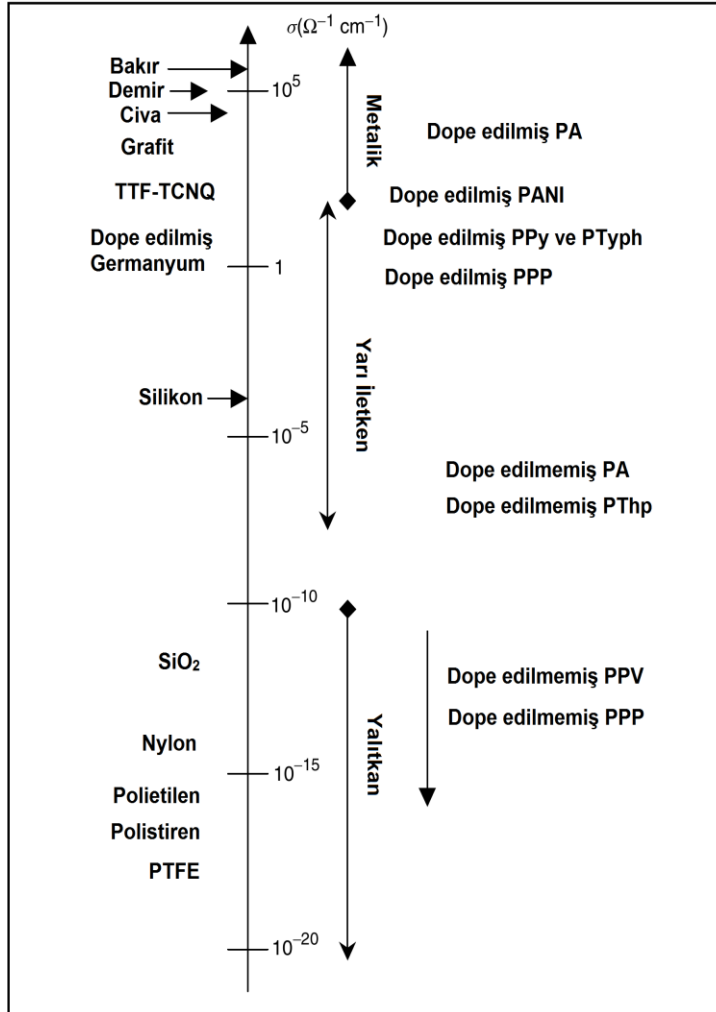 σ(Ω⁻¹ cm⁻¹)
Bakır
Demir
10⁵
Civa
Grafit
Metalik
Dope edilmiş PA
TTF-TCNQ
Dope edilmiş PANI
Dope edilmiş
Germanyum
1
Dope edilmiş PPy ve PTyph
Dope edilmiş PPP
Yarı İletken
Silikon
10⁻⁵
Dope edilmemiş PA
Dope edilmemiş PThp
10⁻¹⁰
SiO₂
Dope edilmemiş PPV
Dope edilmemiş PPP
Yalıtkan
Nylon
10⁻¹⁵
Polietilen
Polistiren
PTFE
10⁻²⁰